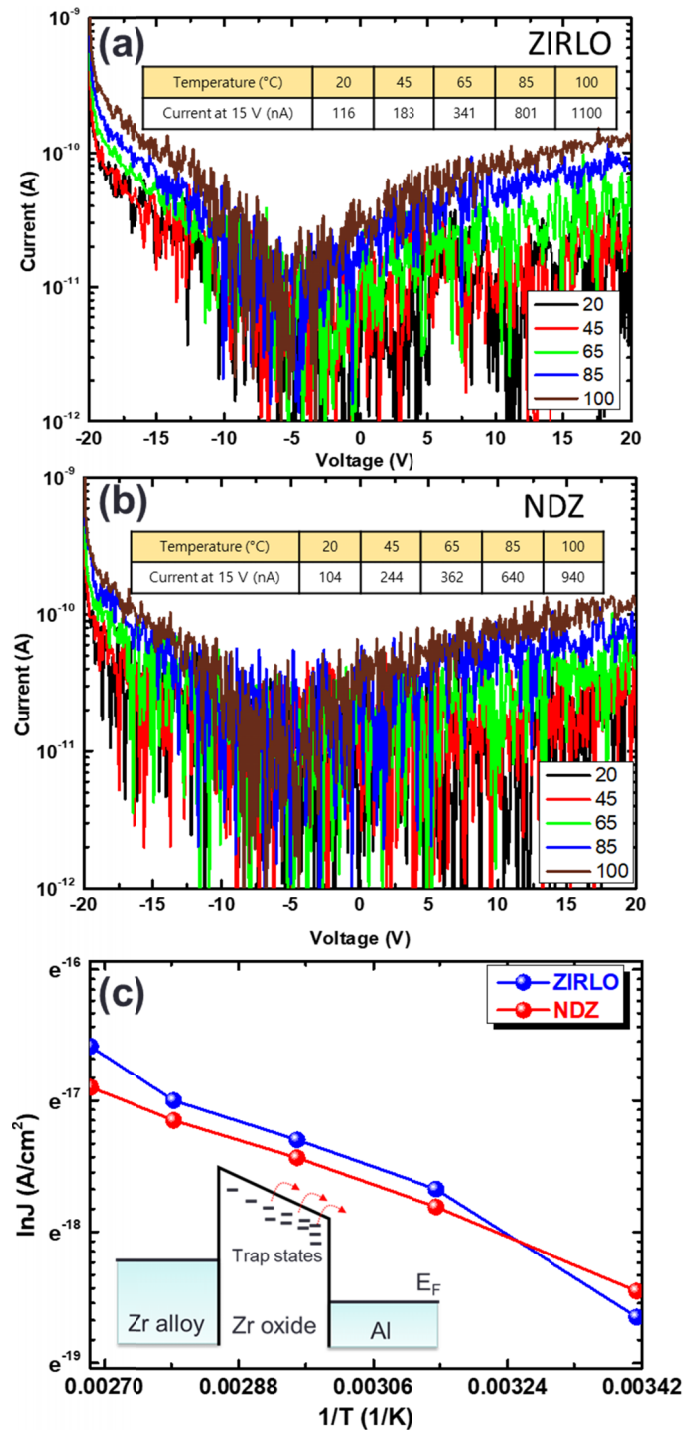 (a)
ZIRLO
Temperature (°C) 20 45 65 85 100
Current at 15 V (nA) 116 183 341 801 1100
10-9
10-10
10-11
10-12
Current (A)
20
45
65
85
100
-20 -15 -10 -5 0 5 10 15 20
Voltage (V)
(b)
NDZ
Temperature (°C) 20 45 65 85 100
Current at 15 V (nA) 104 244 362 640 940
10-9
10-10
10-11
10-12
Current (A)
20
45
65
85
100
-20 -15 -10 -5 0 5 10 15 20
Voltage (V)
(c)
ZIRLO
NDZ
e-16
e-17
e-18
e-19
lnJ (A/cm2)
Trap states
EF
Zr alloy Zr oxide Al
0.00270 0.00288 0.00306 0.00324 0.00342
1/T (1/K)